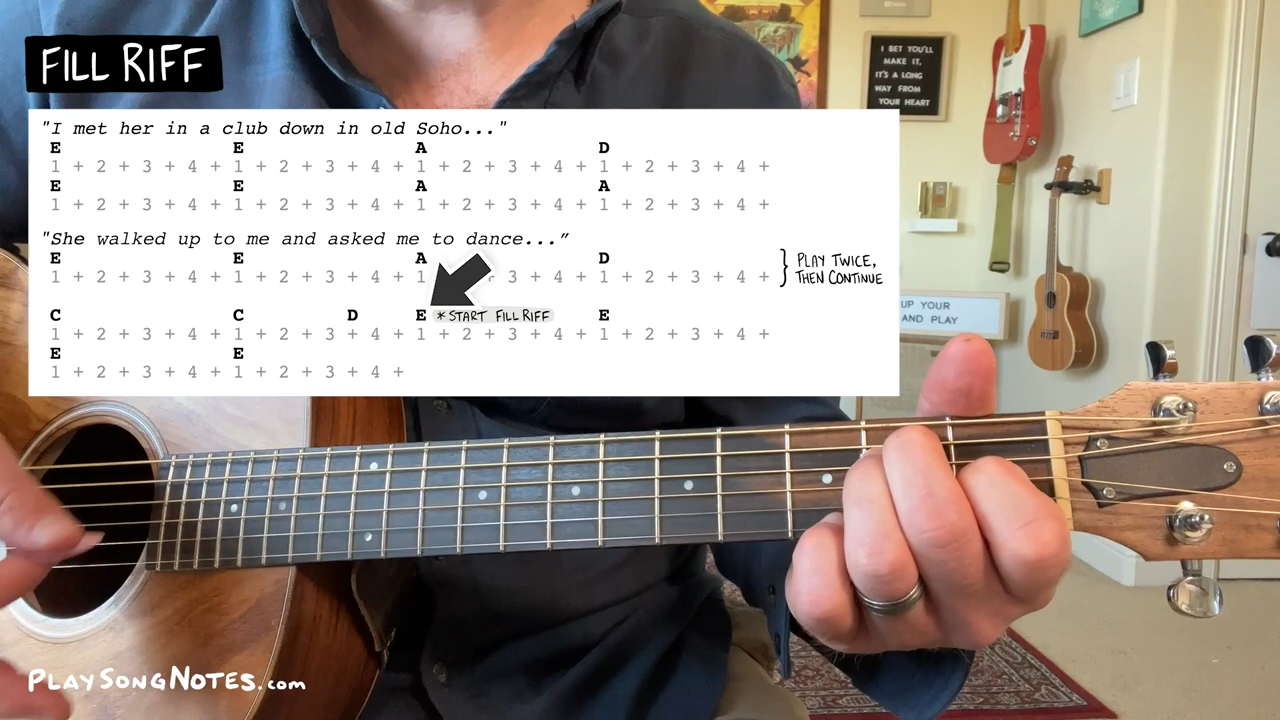 FILL RIFF
"I met her in a club down in old Soho..."
E E A D
1 + 2 + 3 + 4 + 1 + 2 + 3 + 4 + 1 + 2 + 3 + 4 + 1 + 2 + 3 + 4 +
E E A A
1 + 2 + 3 + 4 + 1 + 2 + 3 + 4 + 1 + 2 + 3 + 4 + 1 + 2 + 3 + 4 +
"She walked up to me and asked me to dance...”
E E A D
1 + 2 + 3 + 4 + 1 + 2 + 3 + 4 + 1 + 3 + 4 + 1 + 2 + 3 + 4 +
} PLAY TWICE,
THEN CONTINUE
C C D E *START FILL RIFF E
1 + 2 + 3 + 4 + 1 + 2 + 3 + 4 + 1 + 2 + 3 + 4 + 1 + 2 + 3 + 4 +
E E
1 + 2 + 3 + 4 + 1 + 2 + 3 + 4 +
I BET YOU'LL
MAKE IT,
IT'S A LONG
WAY FROM
YOUR HEART
UP YOUR
AND PLAY
PLAYSONGNOTES.COM